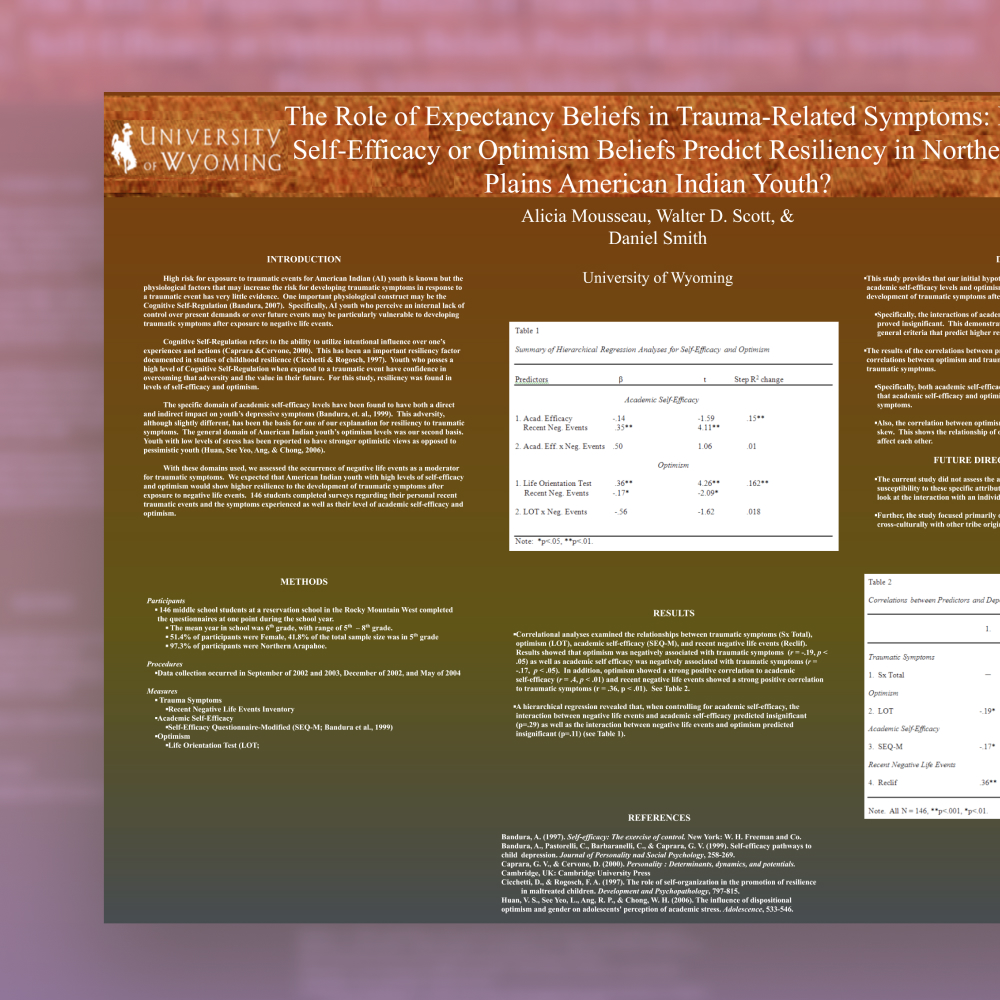 UNIVERSITY
OF WYOMING
The Role of Expectancy Beliefs in Trauma-Related Symptoms:
Self-Efficacy or Optimism Beliefs Predict Resiliency in Northe
Plains American Indian Youth?
Alicia Mousseau, Walter D. Scott, &
Daniel Smith
University of Wyoming
INTRODUCTION
High risk for exposure to traumatic events for American Indian (AI) youth is known but the
physiological factors that may increase the risk for developing traumatic symptoms in response to
a traumatic event has very little evidence. One important physiological construct may be the
Cognitive Self-Regulation (Bandura, 2007). Specifically, AI youth who perceive an internal lack of
control over present demands or over future events may be particularly vulnerable to developing
traumatic symptoms after exposure to negative life events.
Cognitive Self-Regulation refers to the ability to utilize intentional influence over one's
experiences and actions (Caprara &Cervone, 2000). This has been an important resiliency factor
documented in studies of childhood resilience (Cicchetti & Rogosch, 1997). Youth who posses a
high level of Cognitive Self-Regulation when exposed to a traumatic event have confidence in
overcoming that adversity and the value in their future. For this study, resiliency was found in
levels of self-efficacy and optimism.
The specific domain of academic self-efficacy levels have been found to have both a direct
and indirect impact on youth's depressive symptoms (Bandura, et. al., 1999). This adversity,
although slightly different, has been the basis for one of our explanation for resiliency to traumatic
symptoms. The general domain of American Indian youth's optimism levels was our second basis.
Youth with low levels of stress has been reported to have stronger optimistic views as opposed to
pessimistic youth (Huan, See Yeo, Ang, & Chong, 2006).
With these domains used, we assessed the occurrence of negative life events as a moderator
for traumatic symptoms. We expected that American Indian youth with high levels of self-efficacy
and optimism would show higher resilience to the development of traumatic symptoms after
exposure to negative life events. 146 students completed surveys regarding their personal recent
traumatic events and the symptoms experienced as well as their level of academic self-efficacy and
optimism.
METHODS
Participants
• 146 middle school students at a reservation school in the Rocky Mountain West completed
the questionnaires at one point during the school year.
• The mean year in school was 6th grade, with range of 5th – 8th grade.
• 51.4% of participants were Female, 41.8% of the total sample size was in 5th grade
• 97.3% of participants were Northern Arapahoe.
Procedures
•Data collection occurred in September of 2002 and 2003, December of 2002, and May of 2004
Measures
• Trauma Symptoms
•Recent Negative Life Events Inventory
•Academic Self-Efficacy
•Self-Efficacy Questionnaire-Modified (SEQ-M; Bandura et al., 1999)
•Optimism
•Life Orientation Test (LOT;
Table 1
Summary of Hierarchical Regression Analyses for Self-Efficacy and Optimism
Predictors β t Step R² change
Academic Self-Efficacy
1. Acad. Efficacy -.14 -1.59 .15**
Recent Neg. Events .35** 4.11**
2. Acad. Eff. x Neg. Events .50 1.06 .01
Optimism
1. Life Orientation Test .36** 4.26** .162**
Recent Neg. Events -.17* -2.09*
2. LOT x Neg. Events -.56 -1.62 .018
Note: *p<.05, **p<.01.
RESULTS
•Correlational analyses examined the relationships between traumatic symptoms (Sx Total),
optimism (LOT), academic self-efficacy (SEQ-M), and recent negative life events (Reclif).
Results showed that optimism was negatively associated with traumatic symptoms (r = -.19, p <
.05) as well as academic self efficacy was negatively associated with traumatic symptoms (r =
-.17, p < .05). In addition, optimism showed a strong positive correlation to academic
self-efficacy (r = .4, p < .01) and recent negative life events showed a strong positive correlation
to traumatic symptoms (r = .36, p < .01). See Table 2.
•A hierarchical regression revealed that, when controlling for academic self-efficacy, the
interaction between negative life events and academic self-efficacy predicted insignificant
(p=.29) as well as the interaction between negative life events and optimism predicted
insignificant (p=.11) (see Table 1).
REFERENCES
Bandura, A. (1997). Self-efficacy: The exercise of control. New York: W. H. Freeman and Co.
Bandura, A., Pastorelli, C., Barbaranelli, C., & Caprara, G. V. (1999). Self-efficacy pathways to
child depression. Journal of Personality nad Social Psychology, 258-269.
Caprara, G. V., & Cervone, D. (2000). Personality : Determinants, dynamics, and potentials.
Cambridge, UK: Cambridge University Press
Cicchetti, D., & Rogosch, F. A. (1997). The role of self-organization in the promotion of resilience
in maltreated children. Development and Psychopathology, 797-815.
Huan, V. S., See Yeo, L., Ang, R. P., & Chong, W. H. (2006). The influence of dispositional
optimism and gender on adolescents' perception of academic stress. Adolescence, 533-546.
D
•This study provides that our initial hypot
academic self-efficacy levels and optimis
development of traumatic symptoms afte
•Specifically, the interactions of acade
proved insignificant. This demonstra
general criteria that predict higher re
•The results of the correlations between p
correlations between optimism and traum
traumatic symptoms.
•Specifically, both academic self-effica
that academic self-efficacy and optimi
symptoms.
•Also, the correlation between optimis
skew. This shows the relationship of o
affect each other.
FUTURE DIREC
•The current study did not assess the a
susceptibility to these specific attribut
look at the interaction with an individ
•Further, the study focused primarily o
cross-culturally with other tribe origin
Table 2
Correlations between Predictors and Depe
1.
Traumatic Symptoms
1. Sx Total —
Optimism
2. LOT -.19*
Academic Self-Efficacy
3. SEQ-M -.17*
Recent Negative Life Events
4. Reclif .36**
Note. All N = 146, **p<.001, *p<.01.